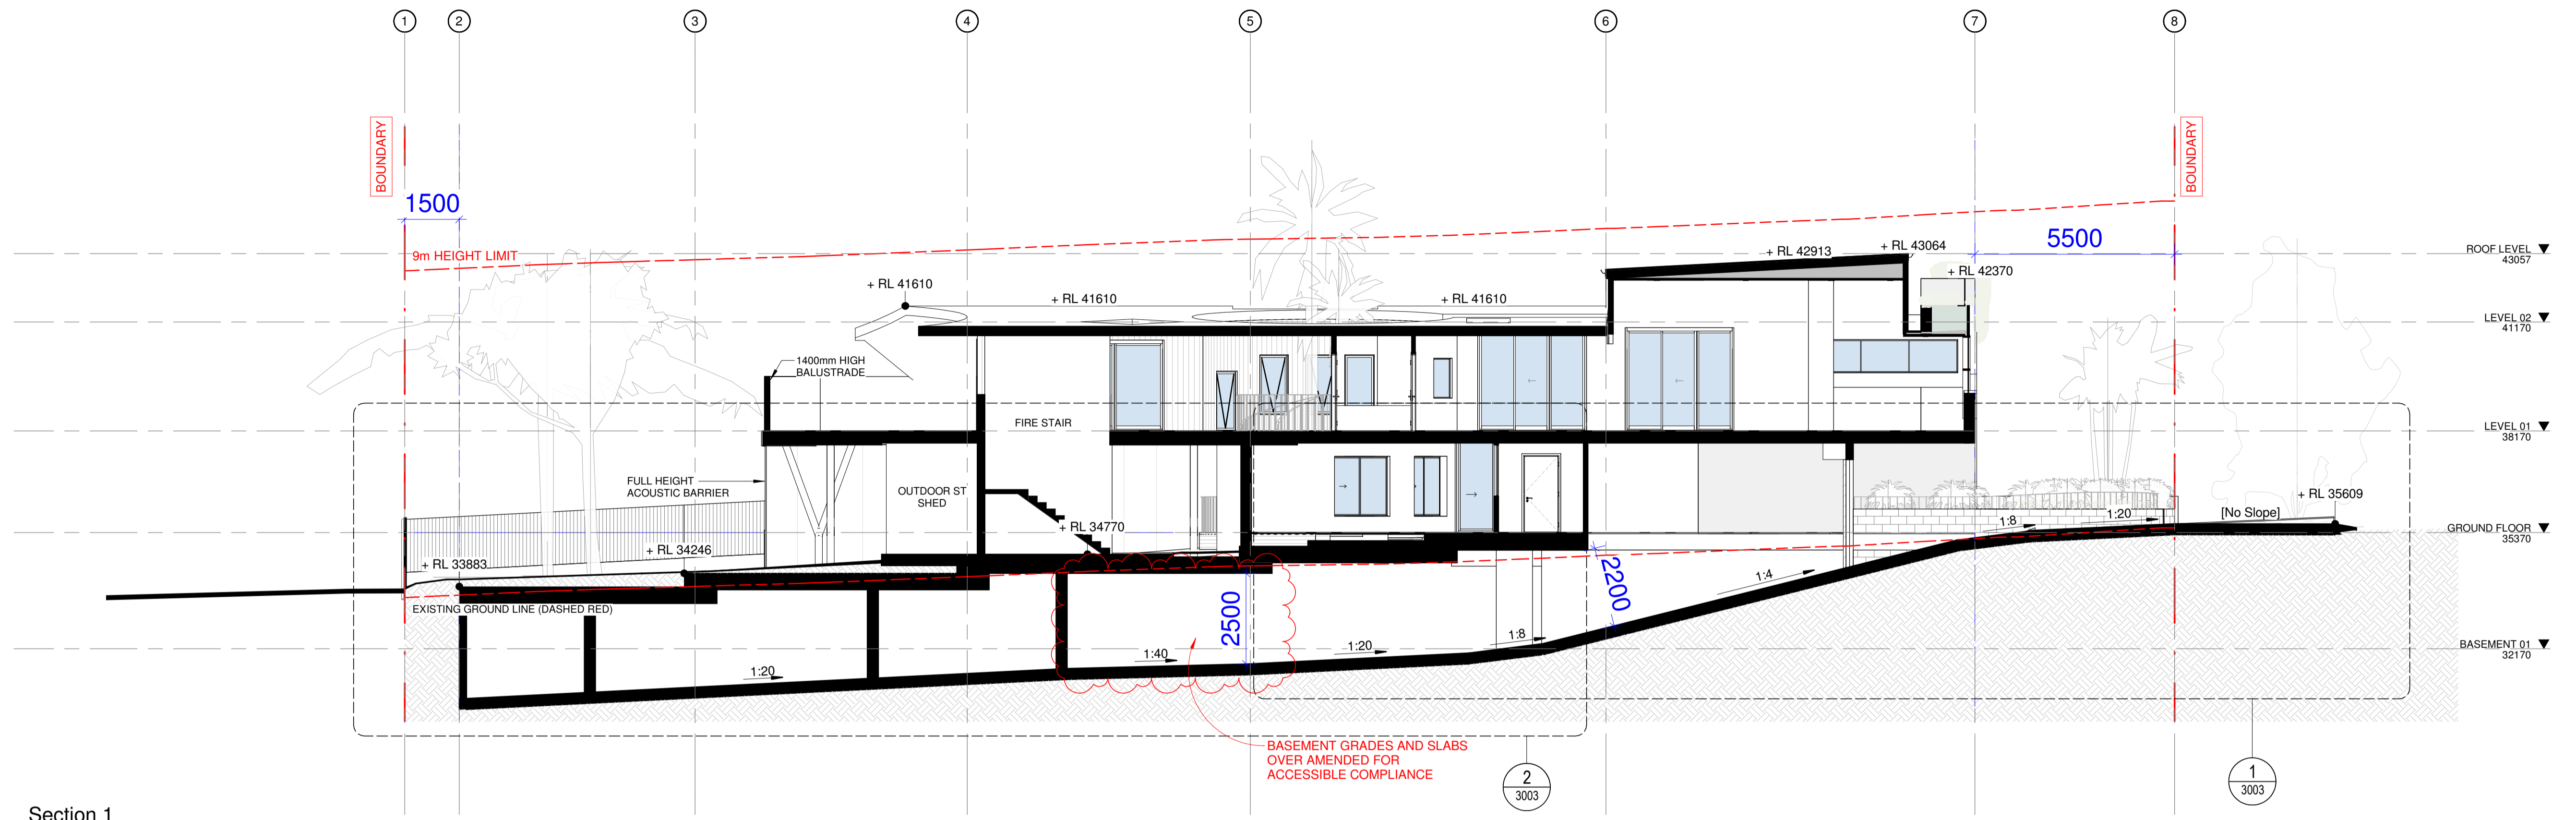 1
2
3
4
5
6
7
8
BOUNDARY
BOUNDARY
1500
9m HEIGHT LIMIT
5500
ROOF LEVEL
43057
+ RL 42913
+ RL 43064
+ RL 42370
+ RL 41610
+ RL 41610
+ RL 41610
LEVEL 02
41170
1400mm HIGH
BALUSTRADE
FIRE STAIR
LEVEL 01
38170
FULL HEIGHT
ACOUSTIC BARRIER
OUTDOOR ST
SHED
+ RL 35609
[No Slope]
1:20
1:8
+ RL 34770
GROUND FLOOR
35370
+ RL 34246
+ RL 33883
EXISTING GROUND LINE (DASHED RED)
2200
1:4
2500
1:8
1:20
1:40
1:20
BASEMENT 01
32170
BASEMENT GRADES AND SLABS
OVER AMENDED FOR
ACCESSIBLE COMPLIANCE
2
3003
1
3003
Section 1